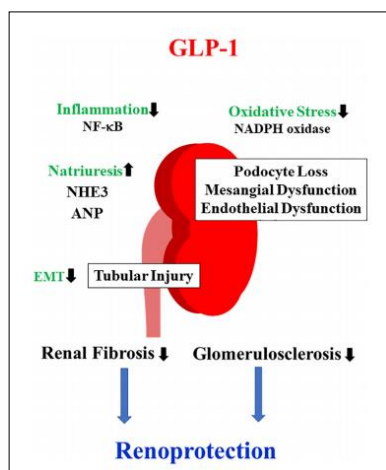 GLP-1
Inflammation⬇
NF-κB
Oxidative Stress⬇
NADPH oxidase
Natriuresis⬆
NHE3
ANP
Podocyte Loss
Mesangial Dysfunction
Endothelial Dysfunction
EMT⬇
Tubular Injury
Renal Fibrosis⬇
Glomerulosclerosis⬇
Renoprotection